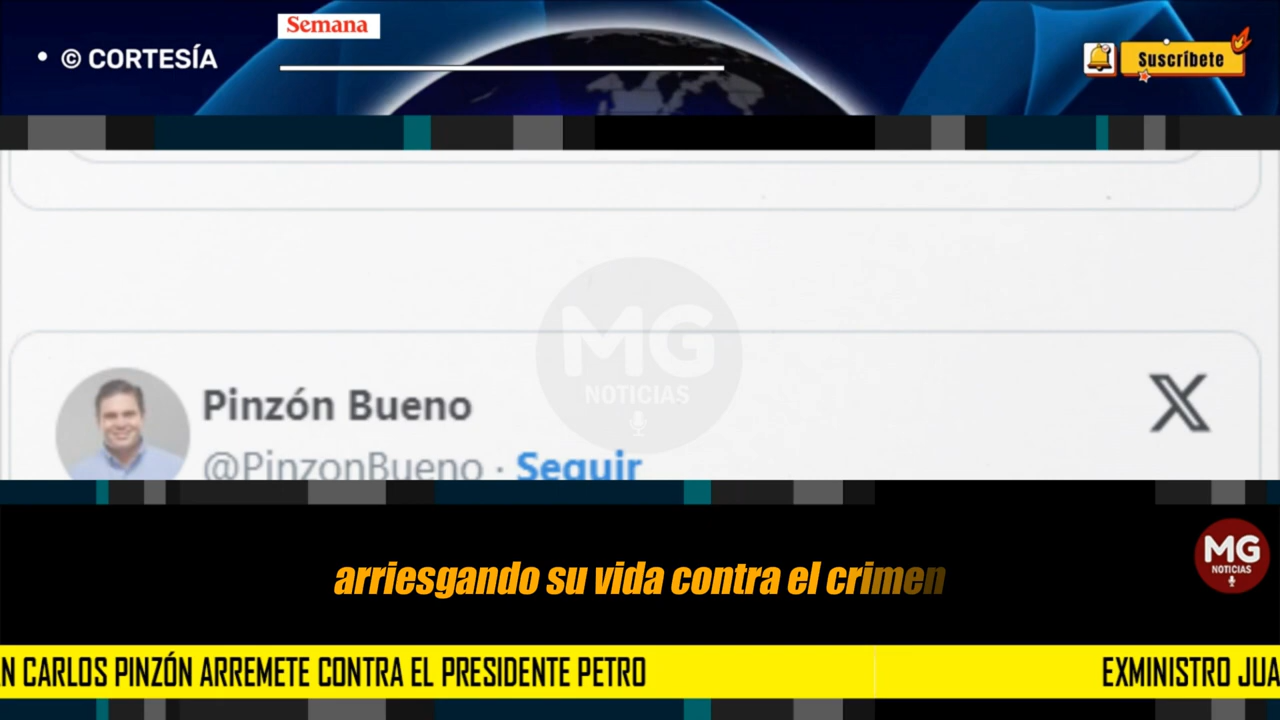 Semana
• © CORTESÍA
Suscríbete
MG
NOTICIAS
Pinzón Bueno
@PinzonBueno · Seguir
arriesgando su vida contra el crimen
MG
NOTICIAS
N CARLOS PINZÓN ARREMETE CONTRA EL PRESIDENTE PETRO EXMINISTRO JUA